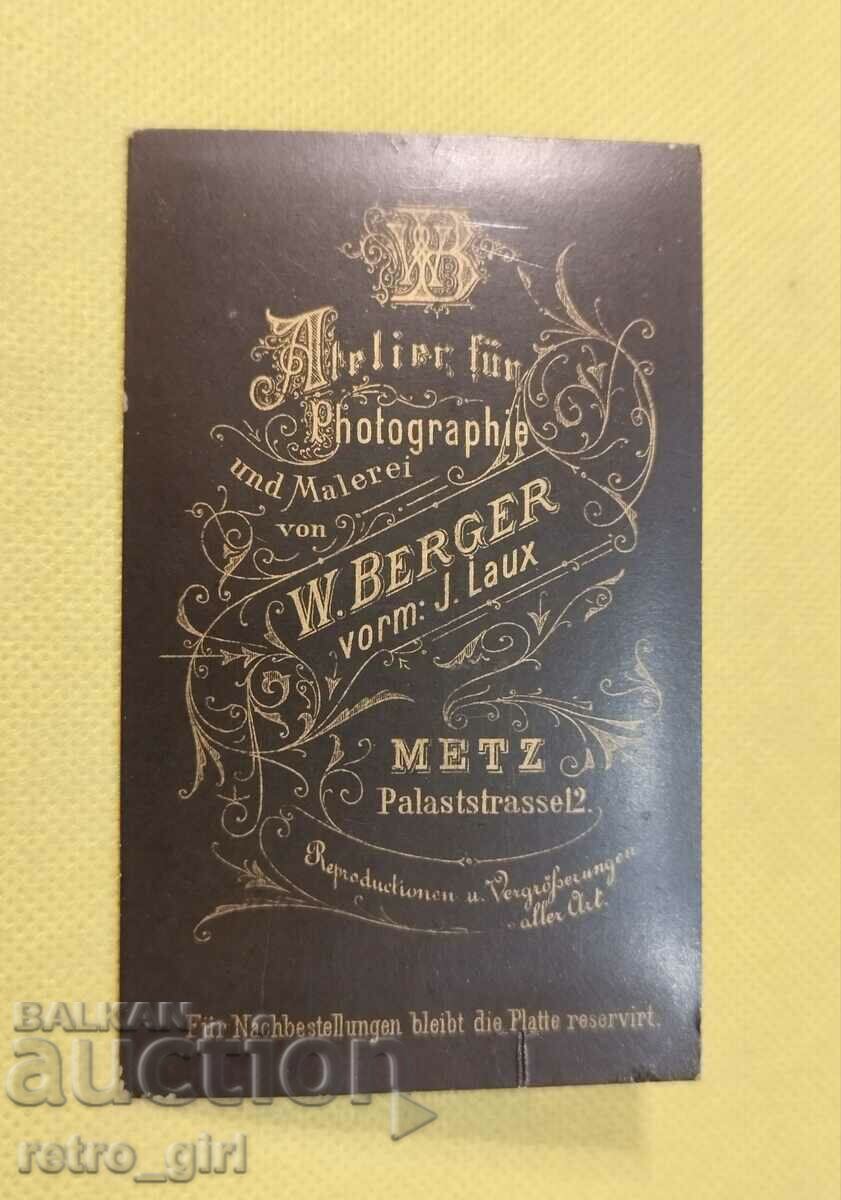 WB
Atelier für
Photographie
und Malerei
von
W. BERGER
vorm: J. Laux
METZ
Palaststrasse 12.
Reproductionen u. Vergrößerungen
aller Art.
Für Nachbestellungen bleibt die Platte reservirt.
BALKAN
auction
retro_girl